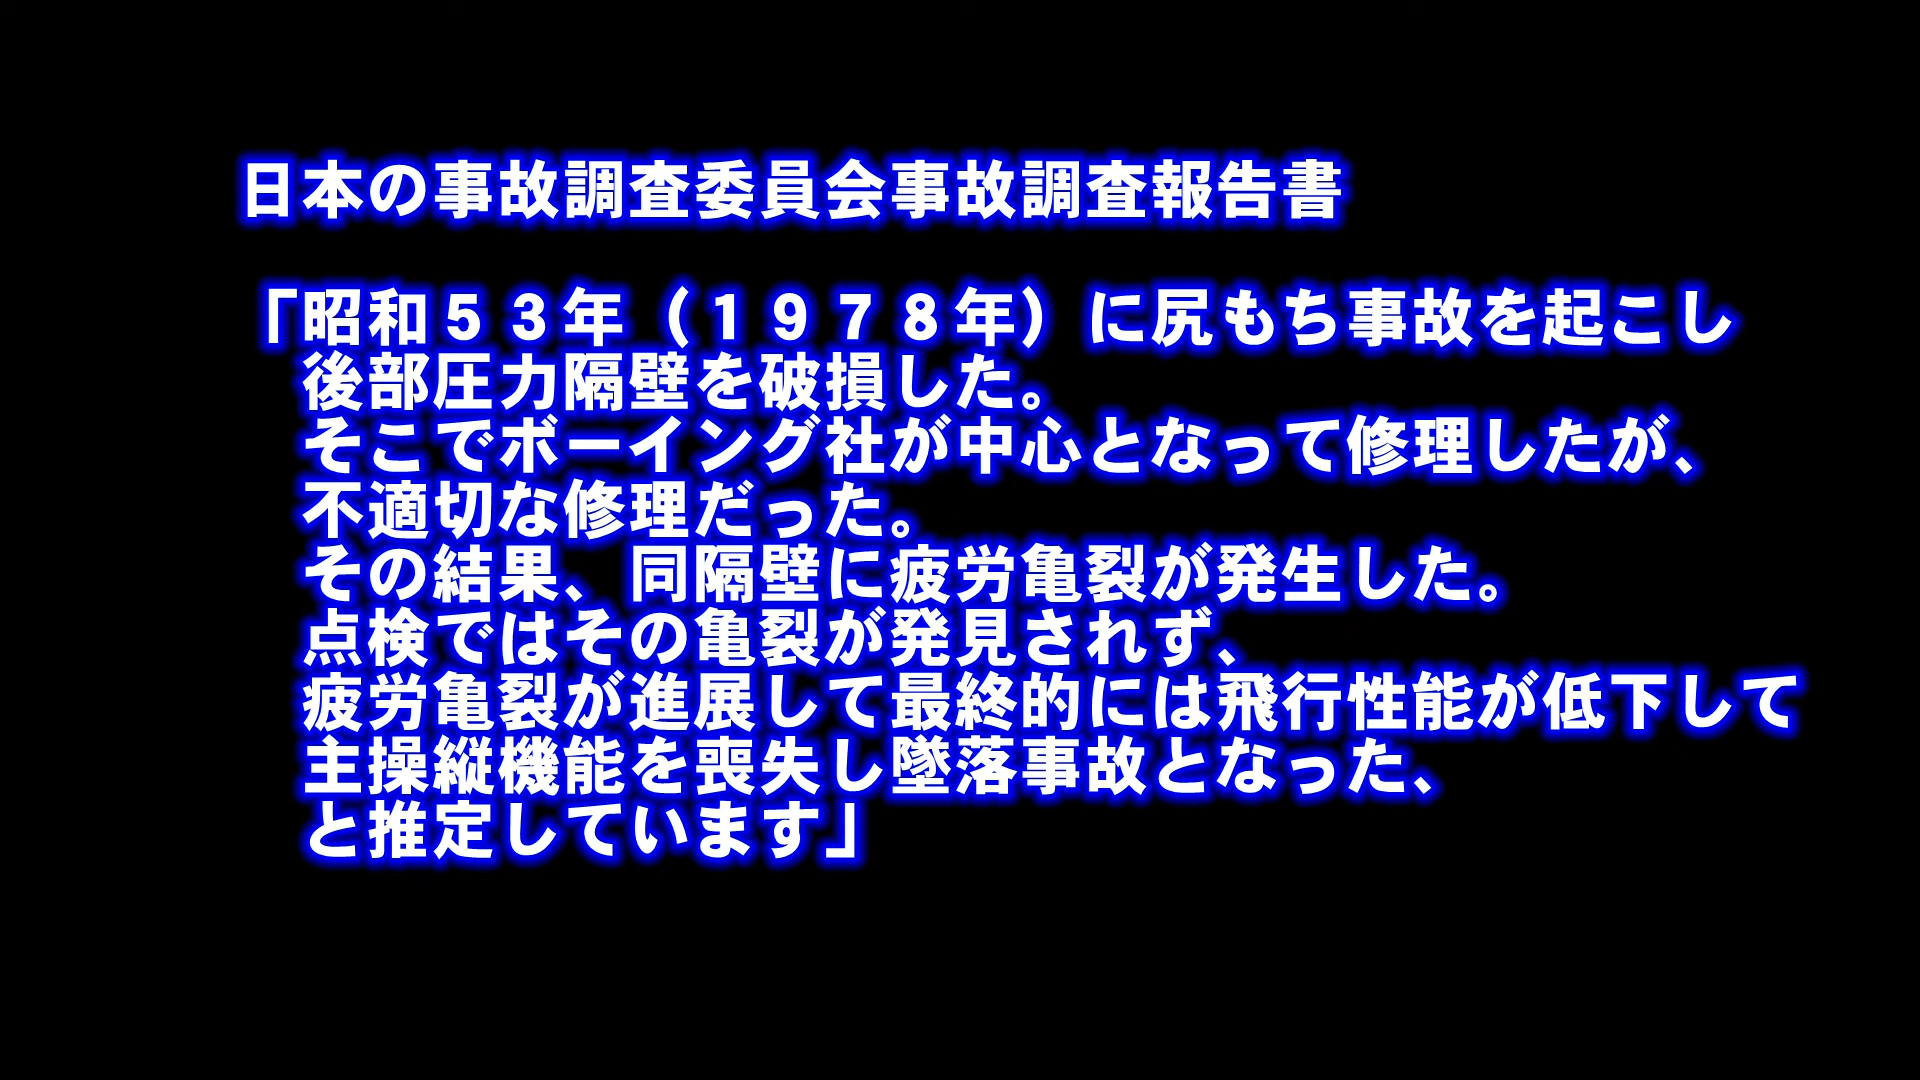 日本の事故調査委員会事故調査報告書
「昭和５３年（１９７８年）に尻もち事故を起こし
後部圧力隔壁を破損した。
そこでボーイング社が中心となって修理したが、
不適切な修理だった。
その結果、同隔壁に疲労亀裂が発生した。
点検ではその亀裂が発見されず、
疲労亀裂が進展して最終的には飛行性能が低下して
主操縦機能を喪失し墜落事故となった、
と推定しています」